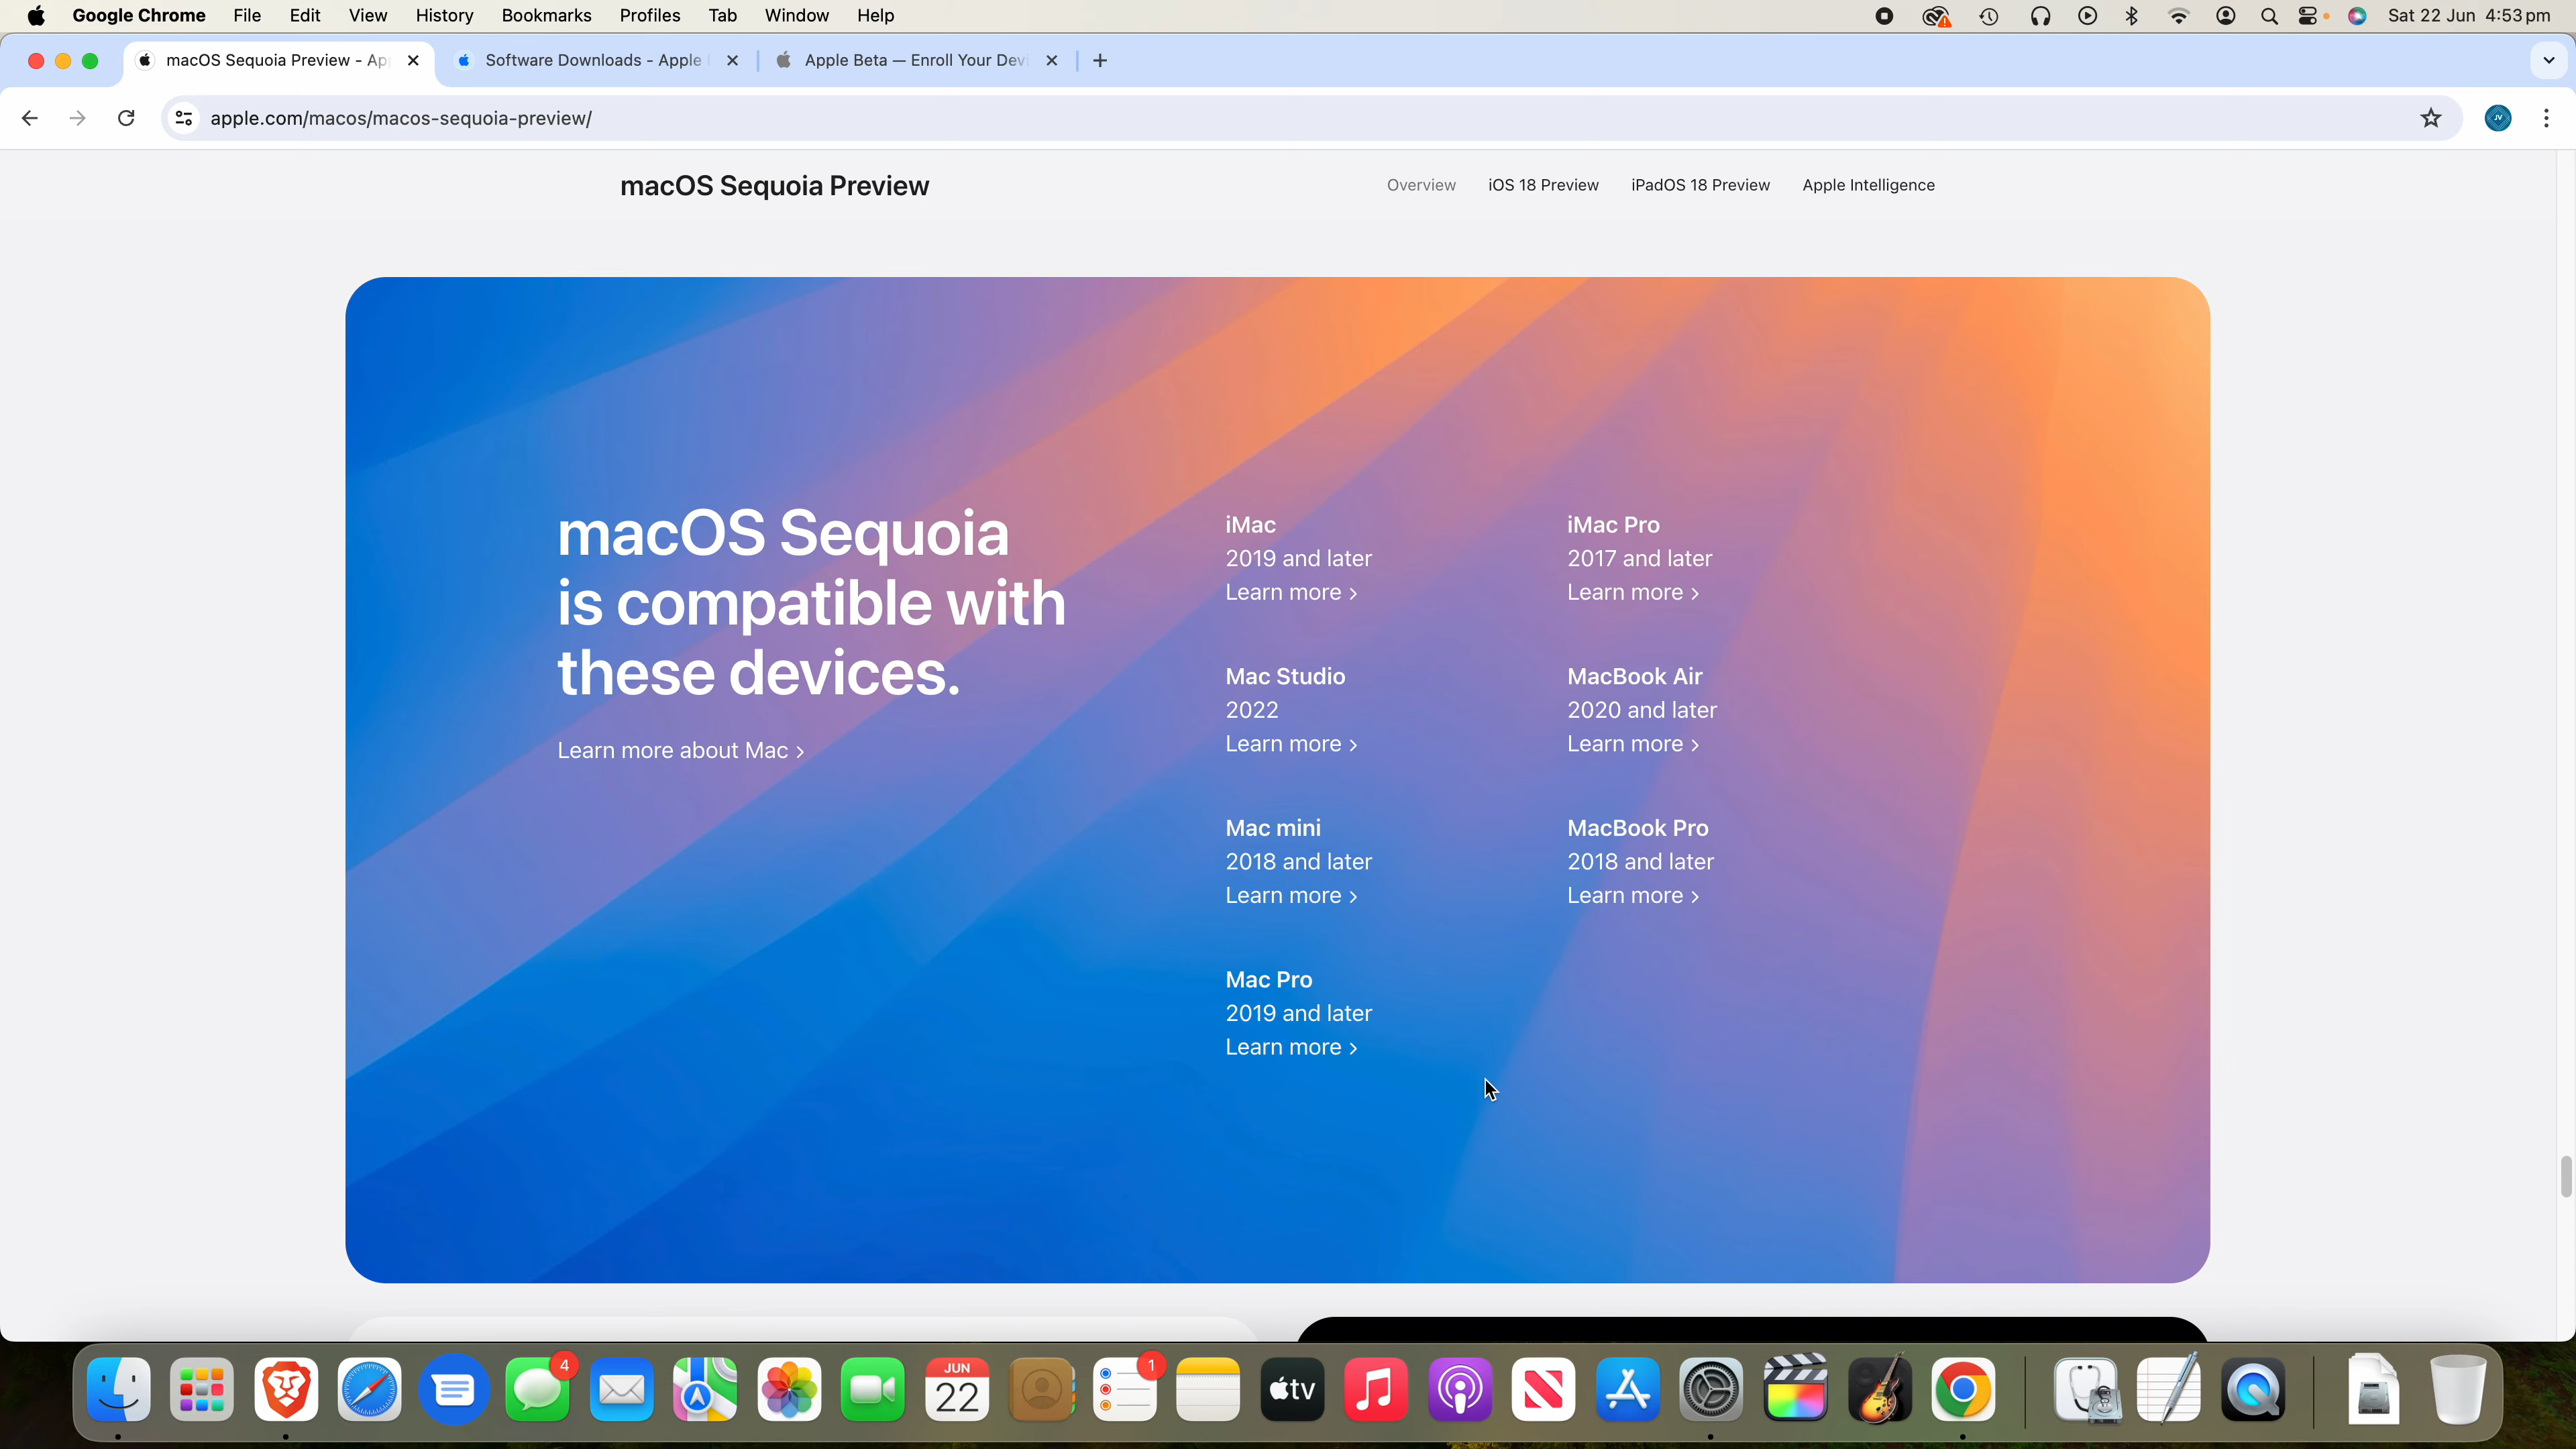 Google Chrome File Edit View History Bookmarks Profiles Tab Window Help Sat 22 Jun 4:53 pm
macOS Sequoia Preview - Ap
Software Downloads - Apple
Apple Beta — Enroll Your Dev
apple.com/macos/macos-sequoia-preview/
JV
macOS Sequoia Preview
Overview iOS 18 Preview iPadOS 18 Preview Apple Intelligence
macOS Sequoia
is compatible with
these devices.
Learn more about Mac >
iMac
2019 and later
Learn more >
iMac Pro
2017 and later
Learn more >
Mac Studio
2022
Learn more >
MacBook Air
2020 and later
Learn more >
Mac mini
2018 and later
Learn more >
MacBook Pro
2018 and later
Learn more >
Mac Pro
2019 and later
Learn more >
4
JUN
22
1
tv